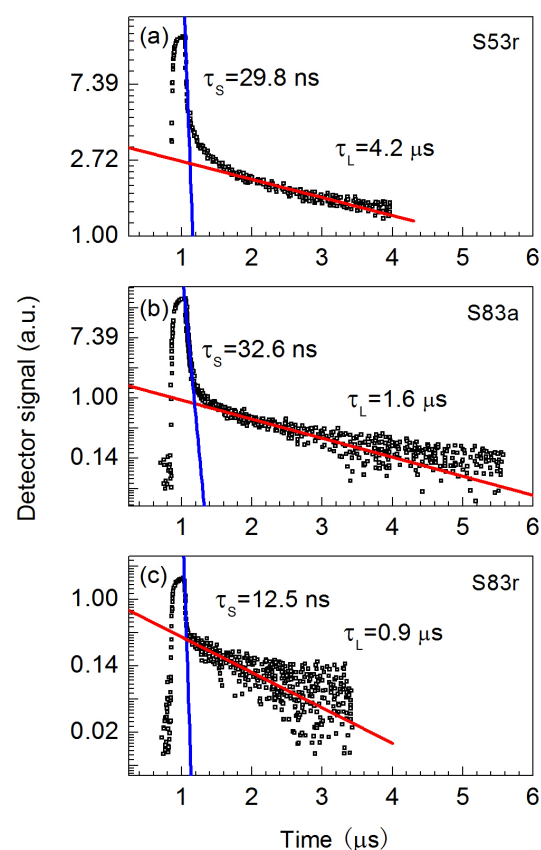 (a) S53r
τS=29.8 ns
τL=4.2 μs
7.39
2.72
1.00
1 2 3 4 5 6
(b) S83a
τS=32.6 ns
τL=1.6 μs
7.39
1.00
0.14
1 2 3 4 5 6
(c) S83r
τS=12.5 ns
τL=0.9 μs
1.00
0.14
0.02
1 2 3 4 5 6
Detector signal (a.u.)
Time (μs)